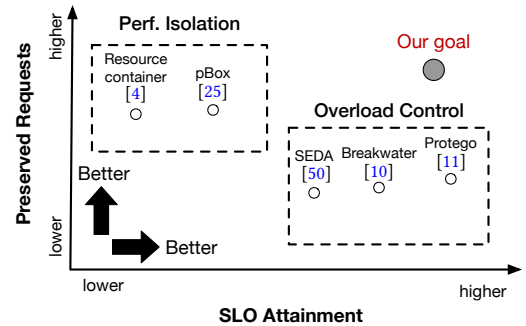 Perf. Isolation
higher
Our goal
Resource
container
[4]
pBox
[25]
Preserved Requests
Overload Control
SEDA
[50]
Breakwater
[10]
Protego
[11]
Better
Better
lower
lower
higher
SLO Attainment